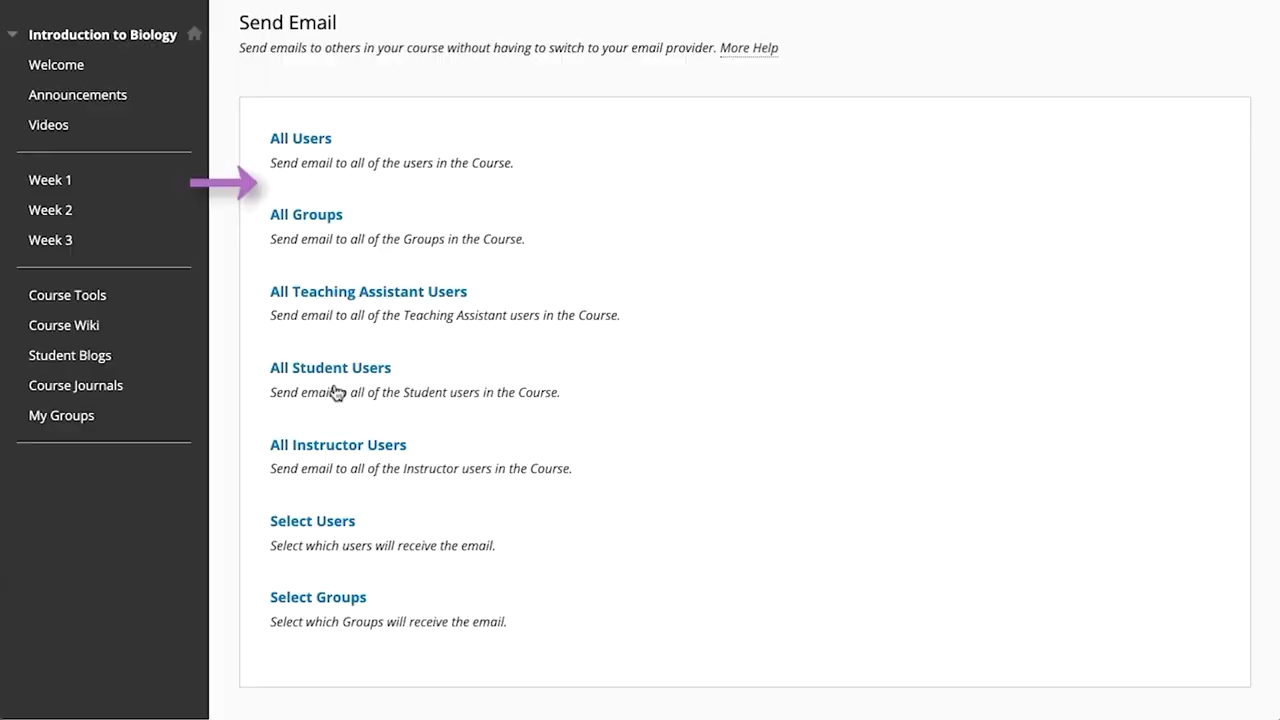 Introduction to Biology
Welcome
Announcements
Videos
Week 1
Week 2
Week 3
Course Tools
Course Wiki
Student Blogs
Course Journals
My Groups
Send Email
Send emails to others in your course without having to switch to your email provider. More Help
All Users
Send email to all of the users in the Course.
All Groups
Send email to all of the Groups in the Course.
All Teaching Assistant Users
Send email to all of the Teaching Assistant users in the Course.
All Student Users
Send email all of the Student users in the Course.
All Instructor Users
Send email to all of the Instructor users in the Course.
Select Users
Select which users will receive the email.
Select Groups
Select which Groups will receive the email.